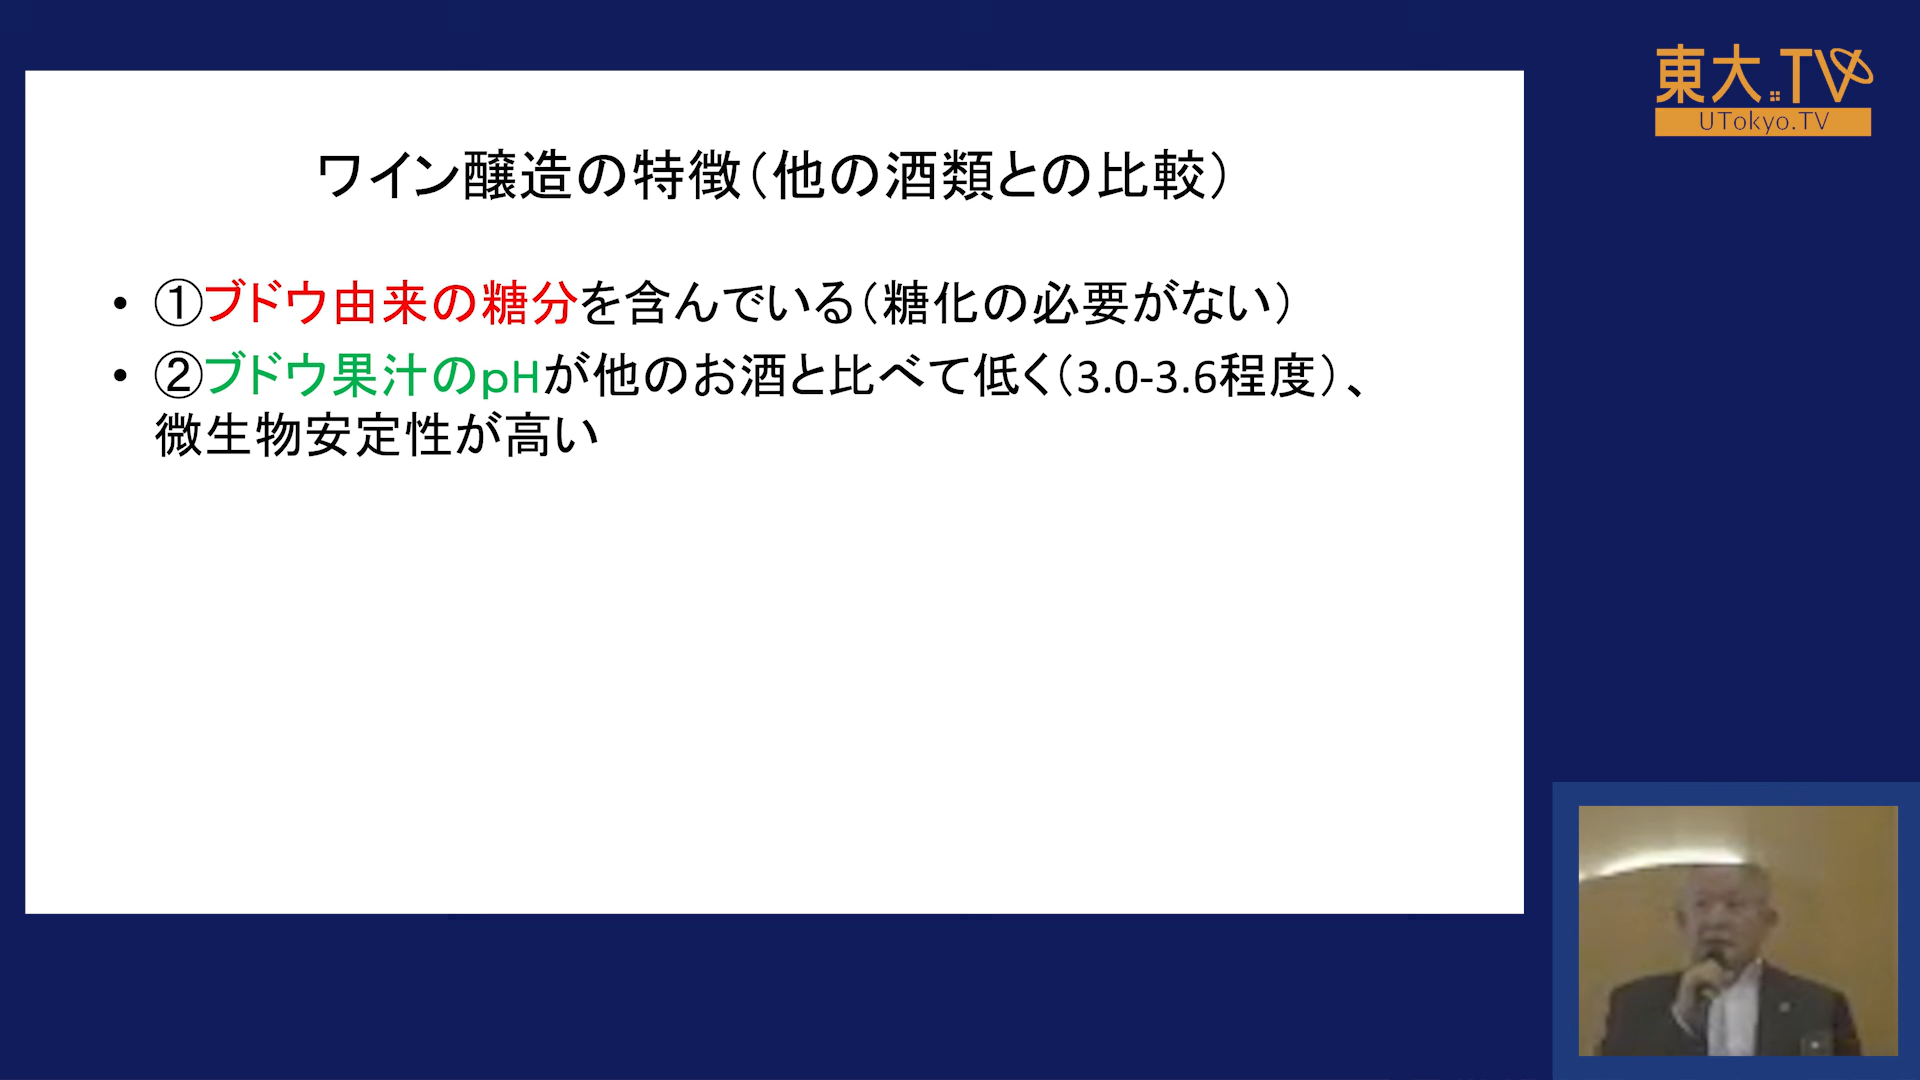 東大TV
UTokyo.TV
ワイン醸造の特徴（他の酒類との比較）
• ①ブドウ由来の糖分を含んでいる（糖化の必要がない）
• ②ブドウ果汁のpHが他のお酒と比べて低く（3.0-3.6程度）、
微生物安定性が高い